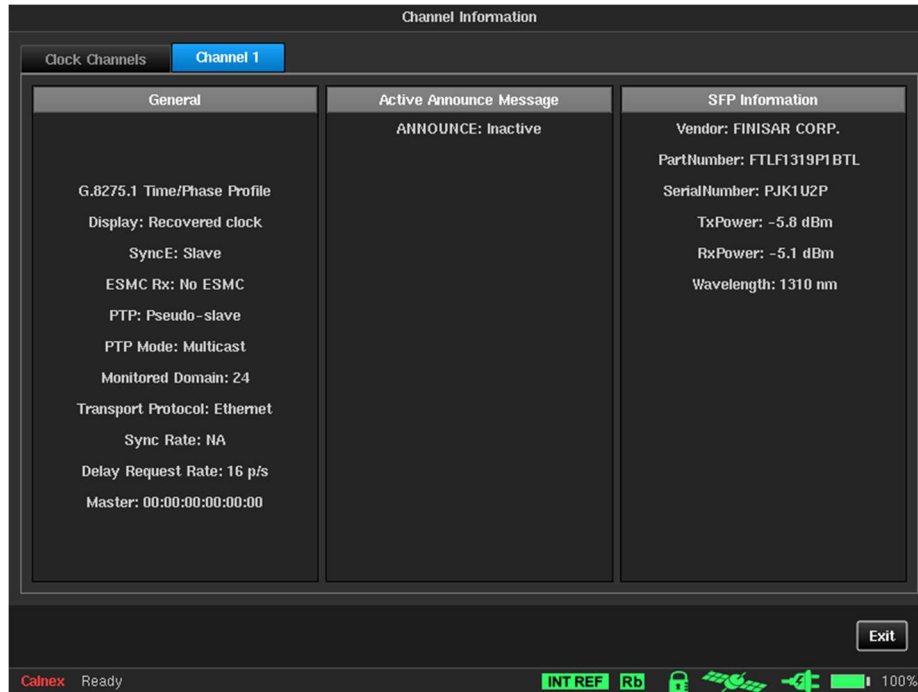 Channel Information
Clock Channels
Channel 1
General
G.8275.1 Time/Phase Profile
Display: Recovered clock
SyncE: Slave
ESMC Rx: No ESMC
PTP: Pseudo-slave
PTP Mode: Multicast
Monitored Domain: 24
Transport Protocol: Ethernet
Sync Rate: NA
Delay Request Rate: 16 p/s
Master: 00:00:00:00:00:00
Active Announce Message
ANNOUNCE: Inactive
SFP Information
Vendor: FINISAR CORP.
PartNumber: FTLF1319P1BTL
SerialNumber: PJK1U2P
TxPower: -5.8 dBm
RxPower: -5.1 dBm
Wavelength: 1310 nm
Exit
Calnex Ready
INT REF Rb 100%